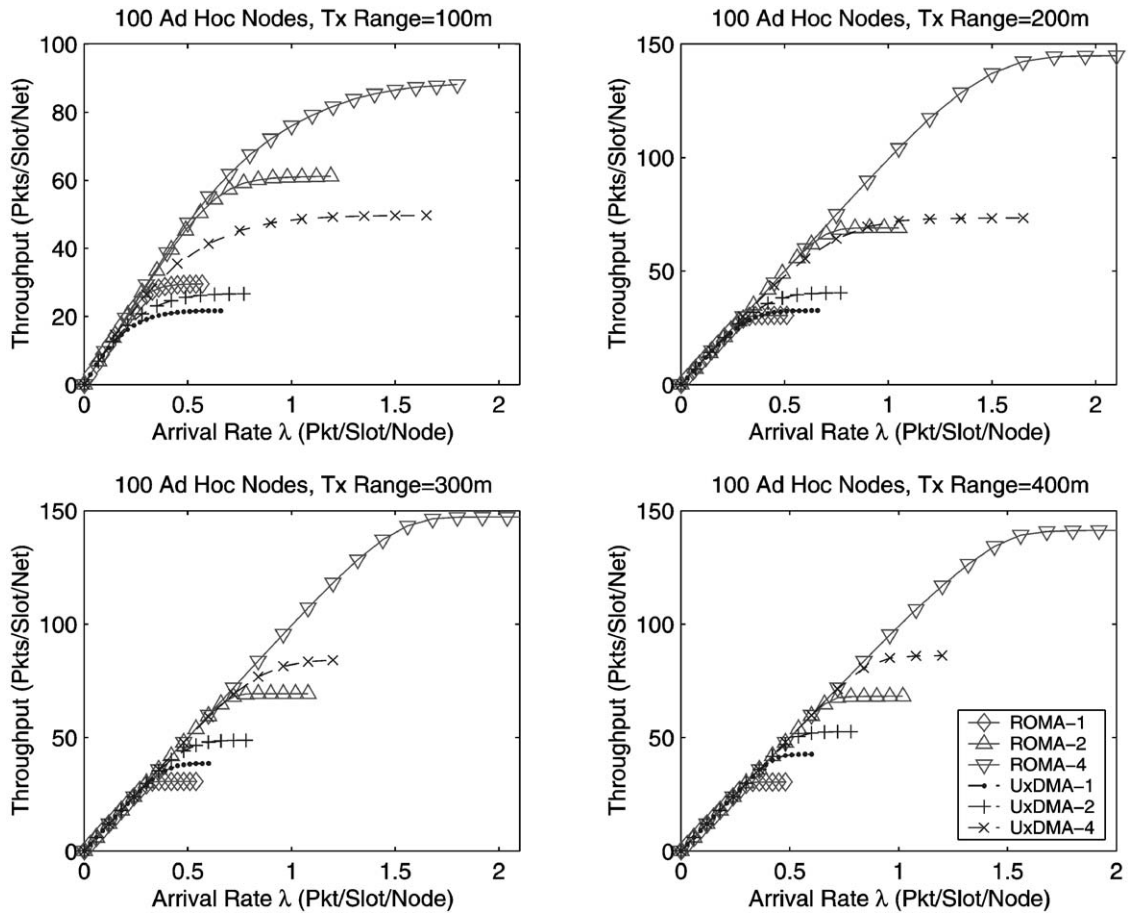 100 Ad Hoc Nodes, Tx Range=100m
Throughput (Pkts/Slot/Net)
100
80
60
40
20
0
0 0.5 1 1.5 2
Arrival Rate λ (Pkt/Slot/Node)
100 Ad Hoc Nodes, Tx Range=200m
Throughput (Pkts/Slot/Net)
150
100
50
0
0 0.5 1 1.5 2
Arrival Rate λ (Pkt/Slot/Node)
100 Ad Hoc Nodes, Tx Range=300m
Throughput (Pkts/Slot/Net)
150
100
50
0
0 0.5 1 1.5 2
Arrival Rate λ (Pkt/Slot/Node)
100 Ad Hoc Nodes, Tx Range=400m
Throughput (Pkts/Slot/Net)
150
100
50
0
0 0.5 1 1.5 2
Arrival Rate λ (Pkt/Slot/Node)
ROMA-1
ROMA-2
ROMA-4
UxDMA-1
UxDMA-2
UxDMA-4